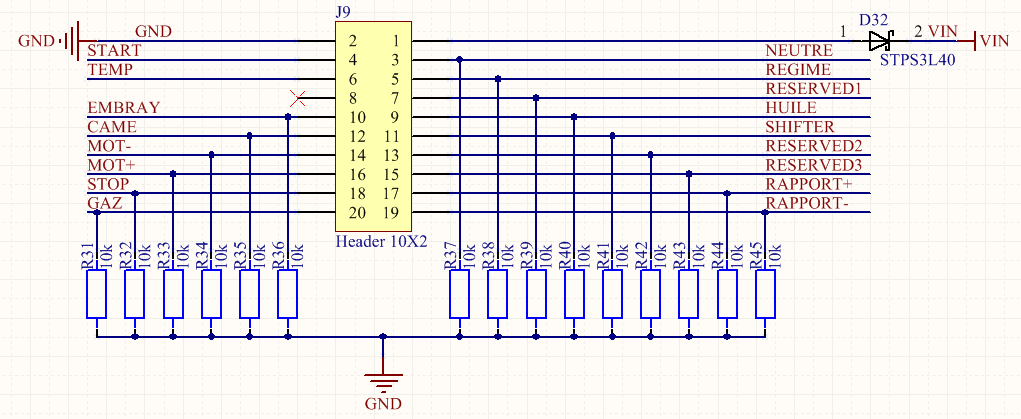 J9
D32
GND
GND
2
1
1
2
VIN
VIN
START
4
3
NEUTRE
STPS3L40
TEMP
6
5
REGIME
8
7
RESERVED1
EMBRAY
10
9
HUILE
CAME
12
11
SHIFTER
MOT-
14
13
RESERVED2
MOT+
16
15
RESERVED3
STOP
18
17
RAPPORT+
GAZ
20
19
RAPPORT-
Header 10X2
R31
10k
R32
10k
R33
10k
R34
10k
R35
10k
R36
10k
R37
10k
R38
10k
R39
10k
R40
10k
R41
10k
R42
10k
R43
10k
R44
10k
R45
10k
GND